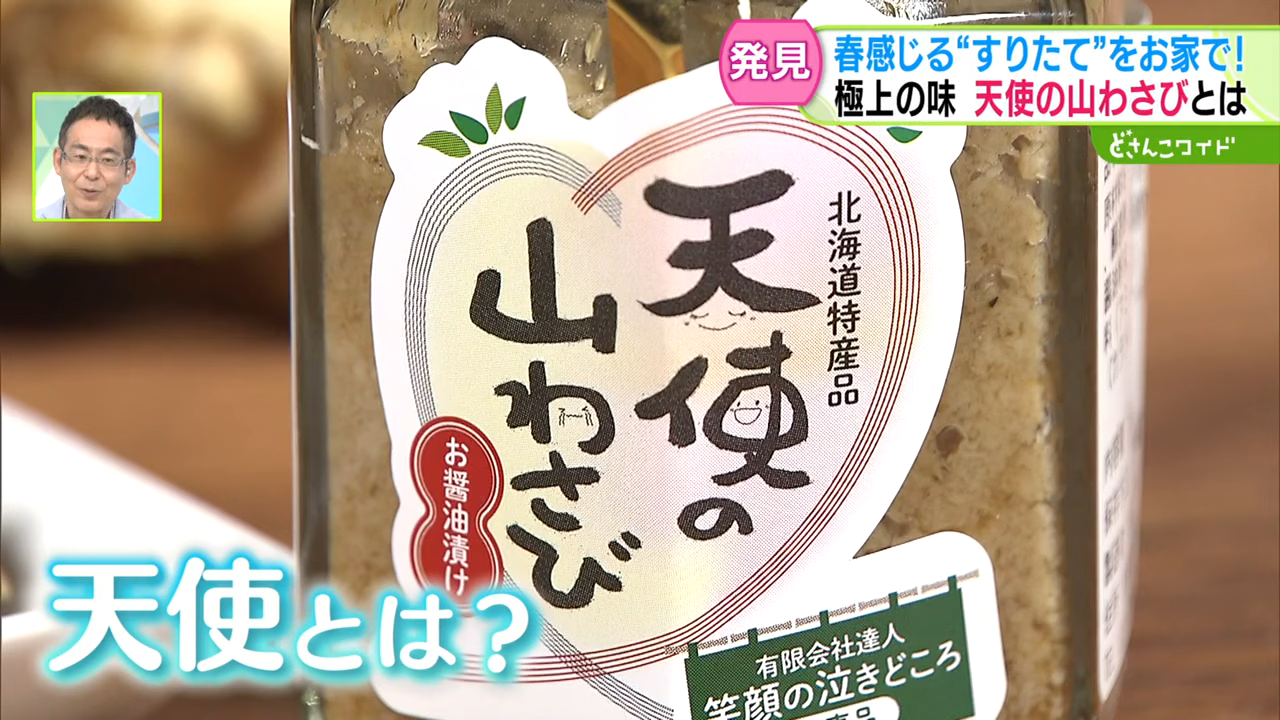 発見
春感じる“すりたて”をお家で!
極上の味 天使の山わさびとは
どさんこワイド
北海道特産品
天使の
山わさび
お醤油漬け
有限会社達人
笑顔の泣きどころ
天使とは?